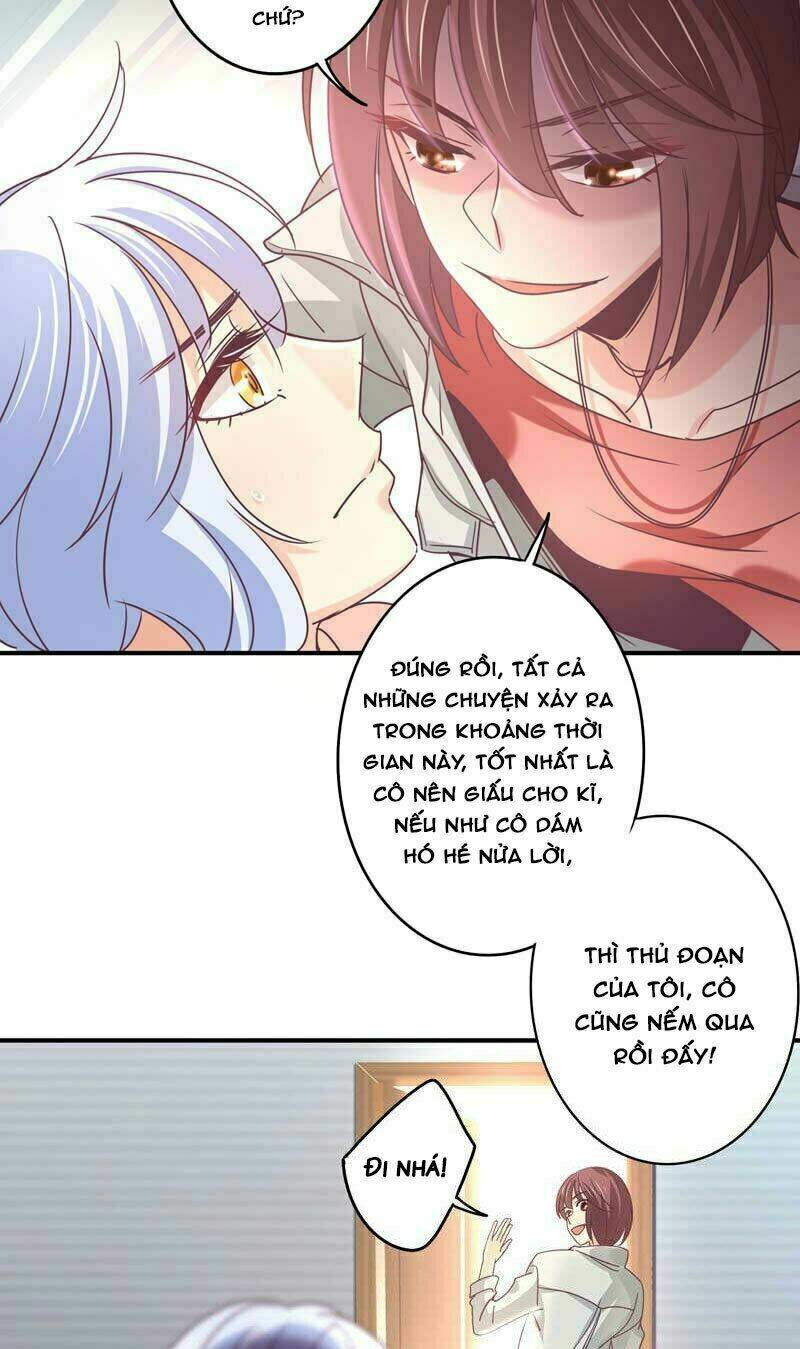 CHỨ?
ĐÚNG RỒI, TẤT CẢ
NHỮNG CHUYỆN XẢY RA
TRONG KHOẢNG THỜI
GIAN NÀY, TỐT NHẤT LÀ
CÔ NÊN GIẤU CHO KĨ,
NẾU NHƯ CÔ DÁM
HÓ HÉ NỬA LỜI,
THÌ THỦ ĐOẠN
CỦA TÔI, CÔ
CŨNG NẾM QUA
RỒI ĐẤY!
ĐI NHÁ!